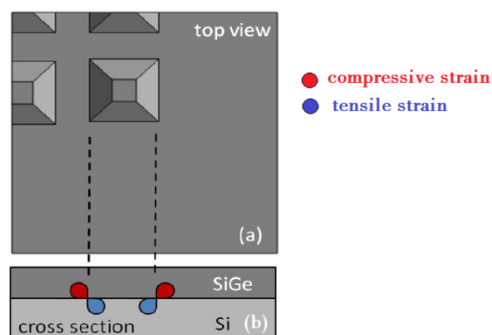 top view
compressive strain
tensile strain
(a)
SiGe
cross section Si (b)